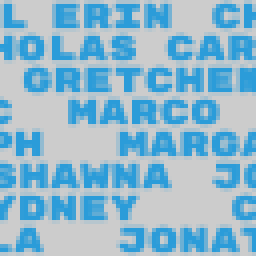 L ERIN CH
HOLAS CAR
GRETCHEN
C MARCO
PH MARGA
SHAWNA JO
YDNEY C
LA JONAT